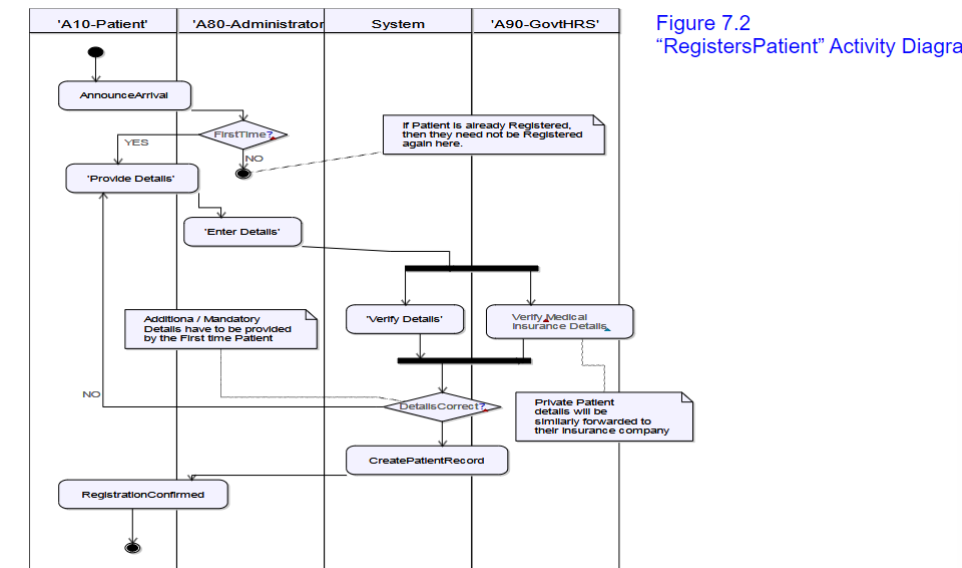 'A10-Patient' 'A80-Administrator System 'A90-GovtHRS'
Figure 7.2
"RegistersPatient" Activity Diagra
AnnounceArrival
FirstTime?
If Patient is already Registered,
then they need not be Registered
again here.
YES
NO
'Provide Details'
'Enter Details'
Additiona / Mandatory
Details have to be provided
by the First time Patient
'Verify Details'
Verify Medical
Insurance Details
NO
DetailsCorrect?
Private Patient
details will be
similarly forwarded to
their insurance company
CreatePatientRecord
RegistrationConfirmed